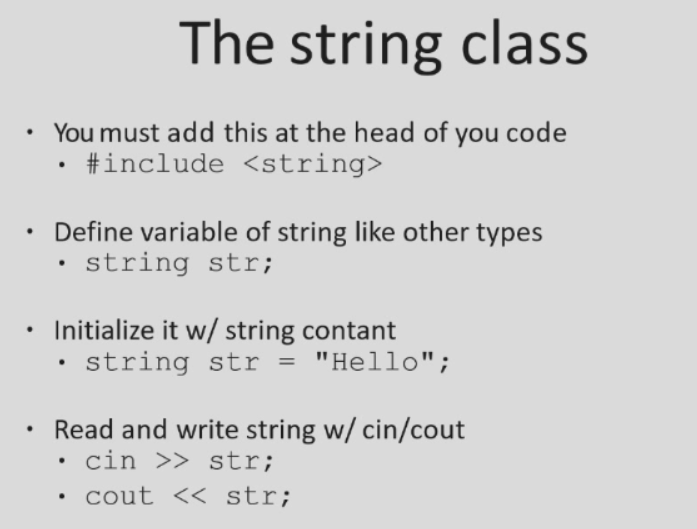 The string class
• You must add this at the head of you code
• #include <string>
• Define variable of string like other types
• string str;
• Initialize it w/ string contant
• string str = "Hello";
• Read and write string w/ cin/cout
• cin >> str;
• cout << str;